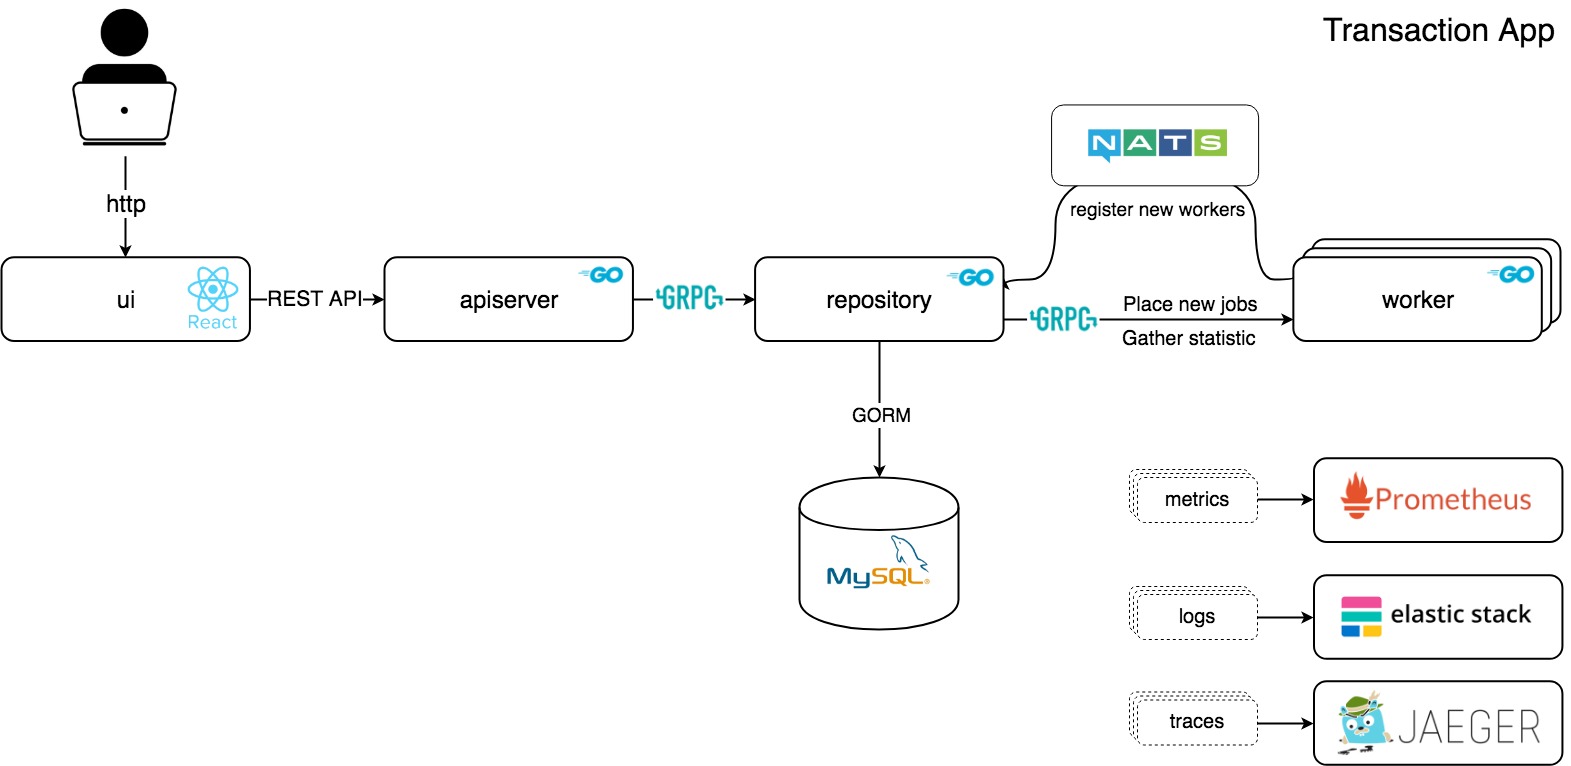 Transaction App
NATS
http
register new workers
ui
React
REST API
apiserver
GO
GRPC
repository
GO
GRPC
Place new jobs
Gather statistic
worker
GO
GORM
MySQL®
metrics
Prometheus
logs
elastic stack
traces
JAEGER